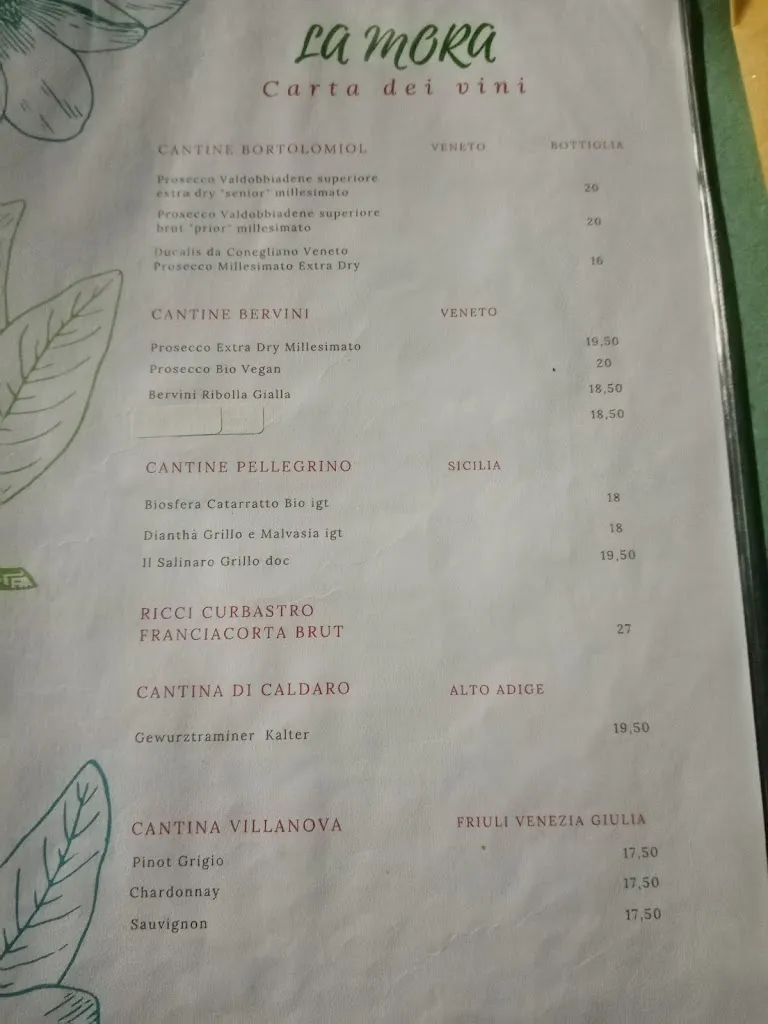 LA MORA
Carta dei vini
CANTINE BORTOLOMIOL VENETO BOTTIGLIA
Prosecco Valdobbiadene superiore
extra dry "senior" millesimato 20
Prosecco Valdobbiadene superiore
brut "prior" millesimato 20
Ducalis da Conegliano Veneto
Prosecco Millesimato Extra Dry 16
CANTINE BERVINI VENETO
Prosecco Extra Dry Millesimato 19,50
Prosecco Bio Vegan 20
Bervini Ribolla Gialla 18,50
18,50
CANTINE PELLEGRINO SICILIA
Biosfera Catarratto Bio igt 18
Dianthà Grillo e Malvasia igt 18
Il Salinaro Grillo doc 19,50
RICCI CURBASTRO
FRANCIACORTA BRUT 27
CANTINA DI CALDARO ALTO ADIGE
Gewurztraminer Kalter 19,50
CANTINA VILLANOVA FRIULI VENEZIA GIULIA
Pinot Grigio 17,50
Chardonnay 17,50
Sauvignon 17,50